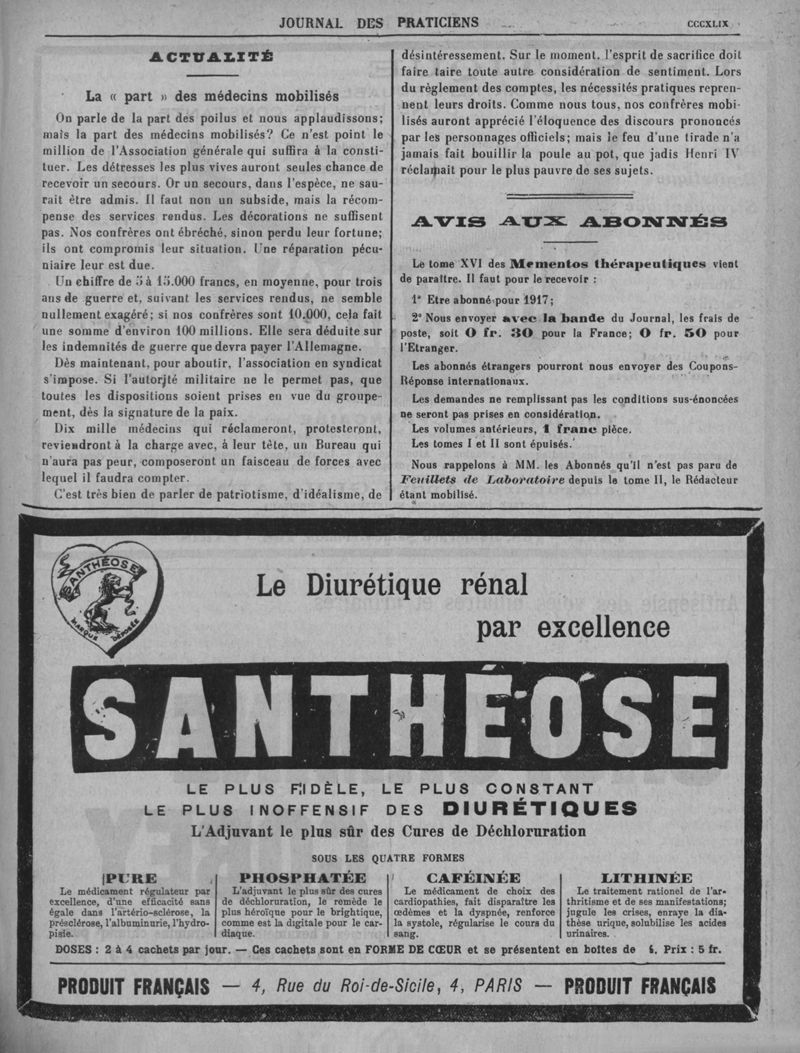 JOURNAL DES PRATICIENS
CCCXLIX
ACTUALITÉ
La « part » des médecins mobilisés
On parle de la part des poilus et nous applaudissons;
mais la part des médecins mobilisés? Ce n'est point le
million de l'Association générale qui suffira à la consti-
tuer. Les détresses les plus vives auront seules chance de
recevoir un secours. Or un secours, dans l'espèce, ne sau-
rait être admis. Il faut non un subside, mais la récom-
pense des services rendus. Les décorations ne suffisent
pas. Nos confrères ont ébréché, sinon perdu leur fortune;
ils ont compromis leur situation. Une réparation pécu-
niaire leur est due.
Un chiffre de 5 à 15.000 francs, en moyenne, pour trois
ans de guerre et, suivant les services rendus, ne semble
nullement exagéré; si nos confrères sont 10.000, cela fait
une somme d'environ 100 millions. Elle sera déduite sur
les indemnités de guerre que devra payer l'Allemagne.
Dès maintenant, pour aboutir, l'association en syndicat
s'impose. Si l'autorité militaire ne le permet pas, que
toutes les dispositions soient prises en vue du groupe-
ment, dès la signature de la paix.
Dix mille médecins qui réclameront, protesteront,
reviendront à la charge avec, à leur tête, un Bureau qui
n'aura pas peur, composeront un faisceau de forces avec
lequel il faudra compter.
C'est très bien de parler de patriotisme, d'idéalisme, de
désintéressement. Sur le moment, l'esprit de sacrifice doit
faire taire toute autre considération de sentiment. Lors
du règlement des comptes, les nécessités pratiques repren-
nent leurs droits. Comme nous tous, nos confrères mobi-
lisés auront apprécié l'éloquence des discours prononcés
par les personnages officiels; mais le feu d'une tirade n'a
jamais fait bouillir la poule au pot, que jadis Henri IV
réclamait pour le plus pauvre de ses sujets.
AVIS AUX ABONNÉS
Le tome XVI des Mementos thérapeutiques vient
de paraître. Il faut pour le recevoir :
1° Etre abonné pour 1917;
2° Nous envoyer avec la bande du Journal, les frais de
poste, soit O fr. 30 pour la France; O fr. 50 pour
l'Etranger.
Les abonnés étrangers pourront nous envoyer des Coupons-
Réponse internationaux.
Les demandes ne remplissant pas les conditions sus-énoncées
ne seront pas prises en considération.
Les volumes antérieurs, 1 franc pièce.
Les tomes I et II sont épuisés.
Nous rappelons à MM. les Abonnés qu'il n'est pas paru de
Feuillets de Laboratoire depuis le tome II, le Rédacteur
étant mobilisé.
SANTHÉOSE
MARQUE DÉPOSÉE
Le Diurétique rénal
par excellence
SANTHÉOSE
LE PLUS FIDÈLE, LE PLUS CONSTANT
LE PLUS INOFFENSIF DES DIURÉTIQUES
L'Adjuvant le plus sûr des Cures de Déchloruration
SOUS LES QUATRE FORMES
PURE
Le médicament régulateur par
excellence, d'une efficacité sans
égale dans l'artério-sclérose, la
présclérose, l'albuminurie, l'hydro-
pisie.
PHOSPHATÉE
L'adjuvant le plus sûr des cures
de déchloruration, le remède le
plus héroïque pour le brightique,
comme est la digitale pour le car-
diaque.
CAFÉINÉE
Le médicament de choix des
cardiopathies, fait disparaître les
œdèmes et la dyspnée, renforce
la systole, régularise le cours du
sang.
LITHINÉE
Le traitement rationel de l'ar-
thritisme et de ses manifestations;
jugule les crises, enraye la dia-
thèse urique, solubilise les acides
urinaires.
DOSES : 2 à 4 cachets par jour. — Ces cachets sont en FORME DE CŒUR et se présentent en boîtes de Prix : 5 fr.
PRODUIT FRANÇAIS — 4, Rue du Roi-de-Sicile, 4, PARIS — PRODUIT FRANÇAIS